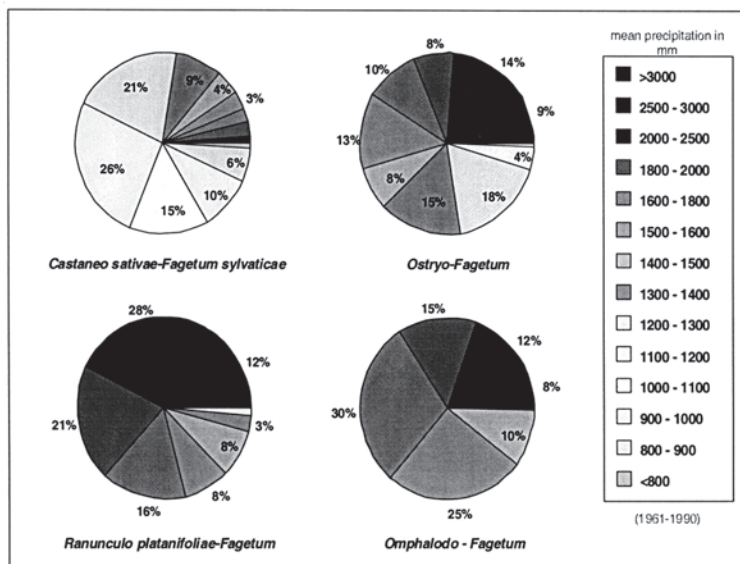 21%
9%
4%
3%
6%
10%
15%
26%
Castaneo sativae-Fagetum sylvaticae
8%
14%
9%
4%
18%
15%
8%
13%
10%
Ostryo-Fagetum
28%
12%
3%
8%
8%
16%
21%
Ranunculo platanifoliae-Fagetum
15%
12%
8%
10%
25%
30%
Omphalodo - Fagetum
mean precipitation in
mm
>3000
2500 - 3000
2000 - 2500
1800 - 2000
1600 - 1800
1500 - 1600
1400 - 1500
1300 - 1400
1200 - 1300
1100 - 1200
1000 - 1100
900 - 1000
800 - 900
<800
(1961-1990)